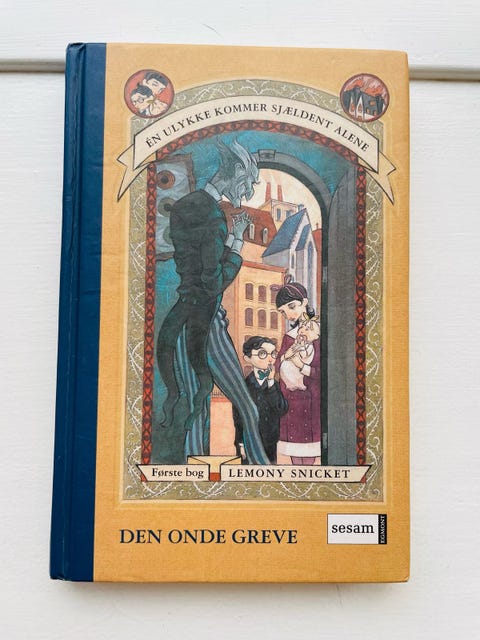 ÉN ULYKKE KOMMER SJÆLDENT ALENE
Første bog
LEMONY SNICKET
DEN ONDE GREVE
sesam
EGMONT